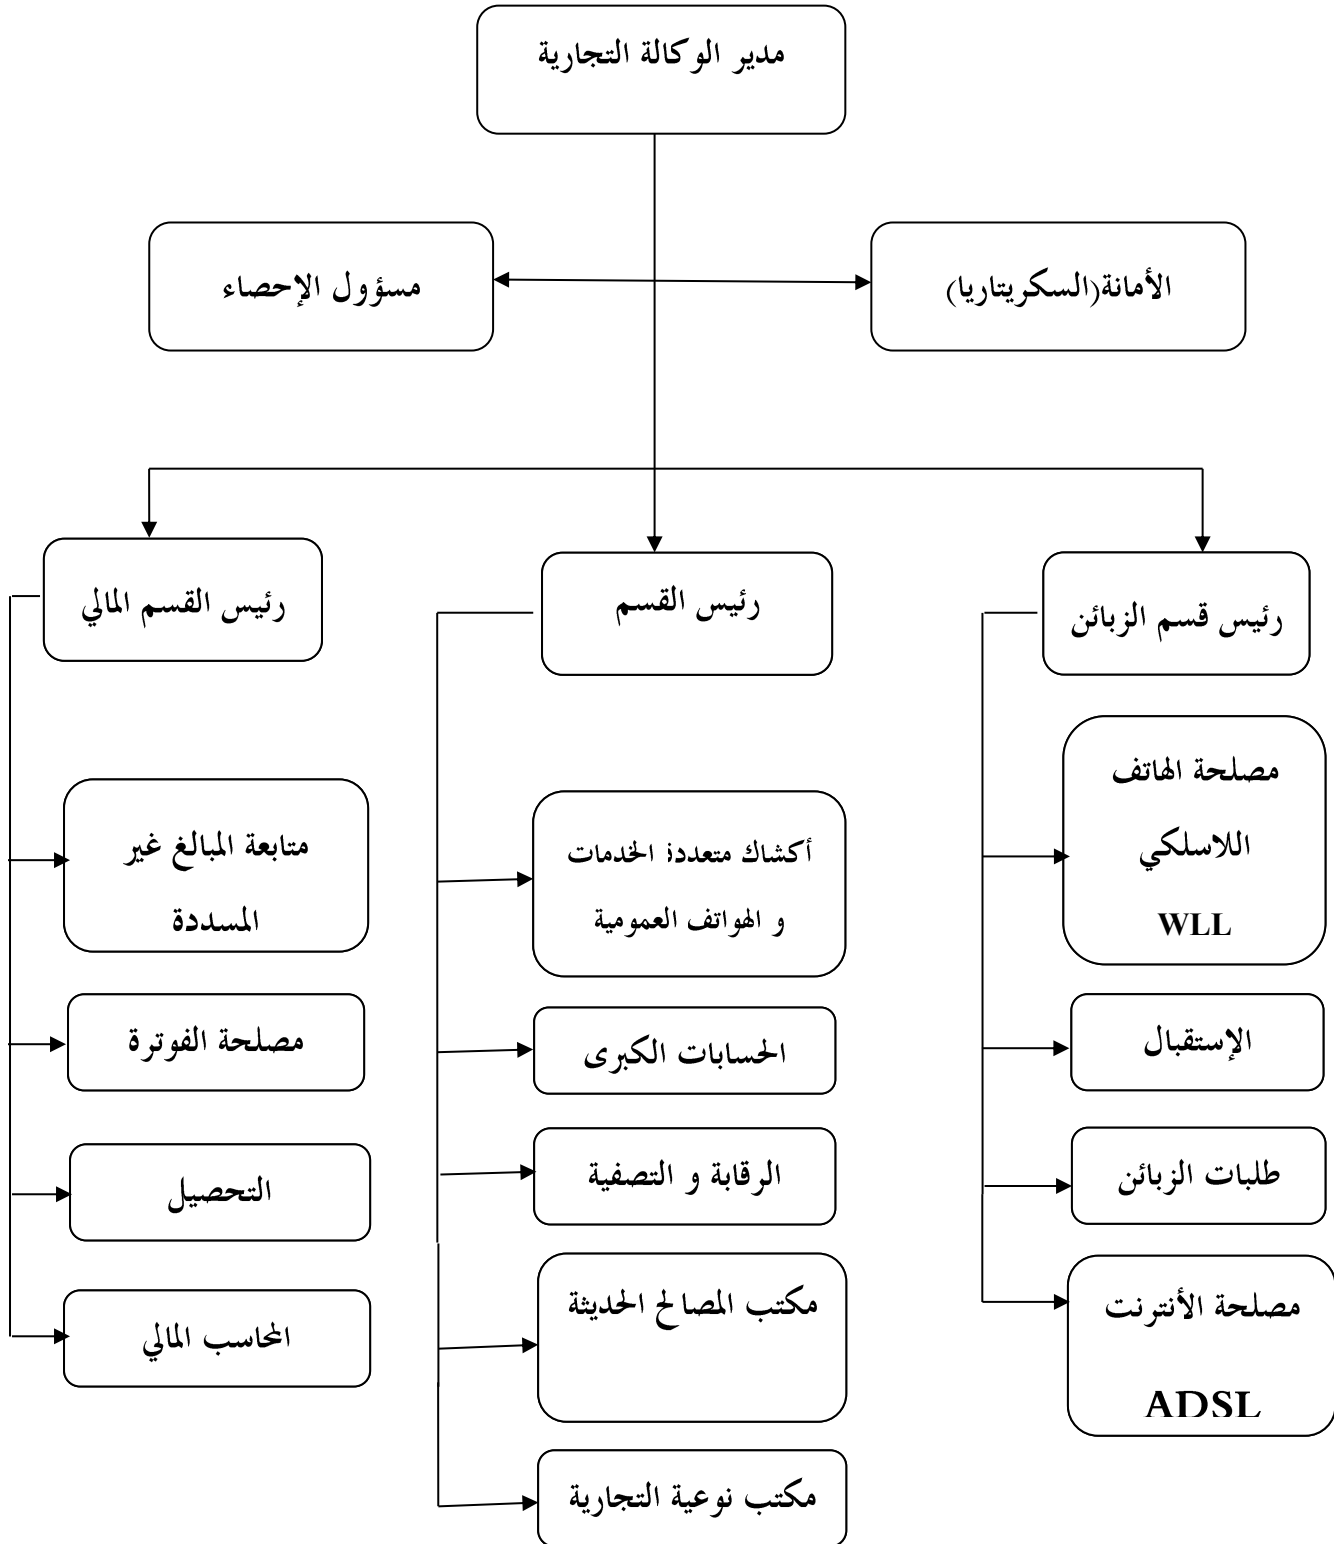 مدير الوكالة التجارية
الأمانة(السكريتاريا)
مسؤول الإحصاء
رئيس قسم الزبائن
رئيس القسم
رئيس القسم المالي
مصلحة الهاتف
اللاسلكي
WLL
الإستقبال
طلبات الزبائن
مصلحة الأنترنت
ADSL
أكشاك متعددة الخدمات
و الهواتف العمومية
الحسابات الكبرى
الرقابة و التصفية
مكتب المصالح الحديثة
مكتب نوعية التجارية
متابعة المبالغ غير
المسددة
مصلحة الفوترة
التحصيل
المحاسب المالي